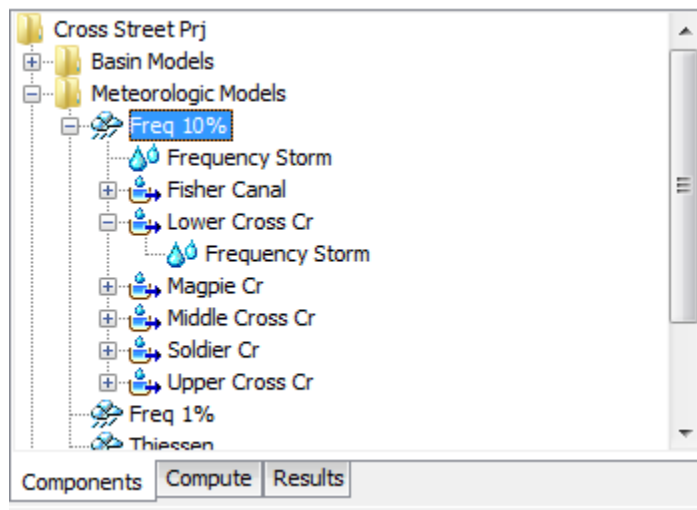 Cross Street Prj
Basin Models
Meteorologic Models
Freq 10%
Frequency Storm
Fisher Canal
Lower Cross Cr
Frequency Storm
Magpie Cr
Middle Cross Cr
Soldier Cr
Upper Cross Cr
Freq 1%
Thiessen
Components Compute Results